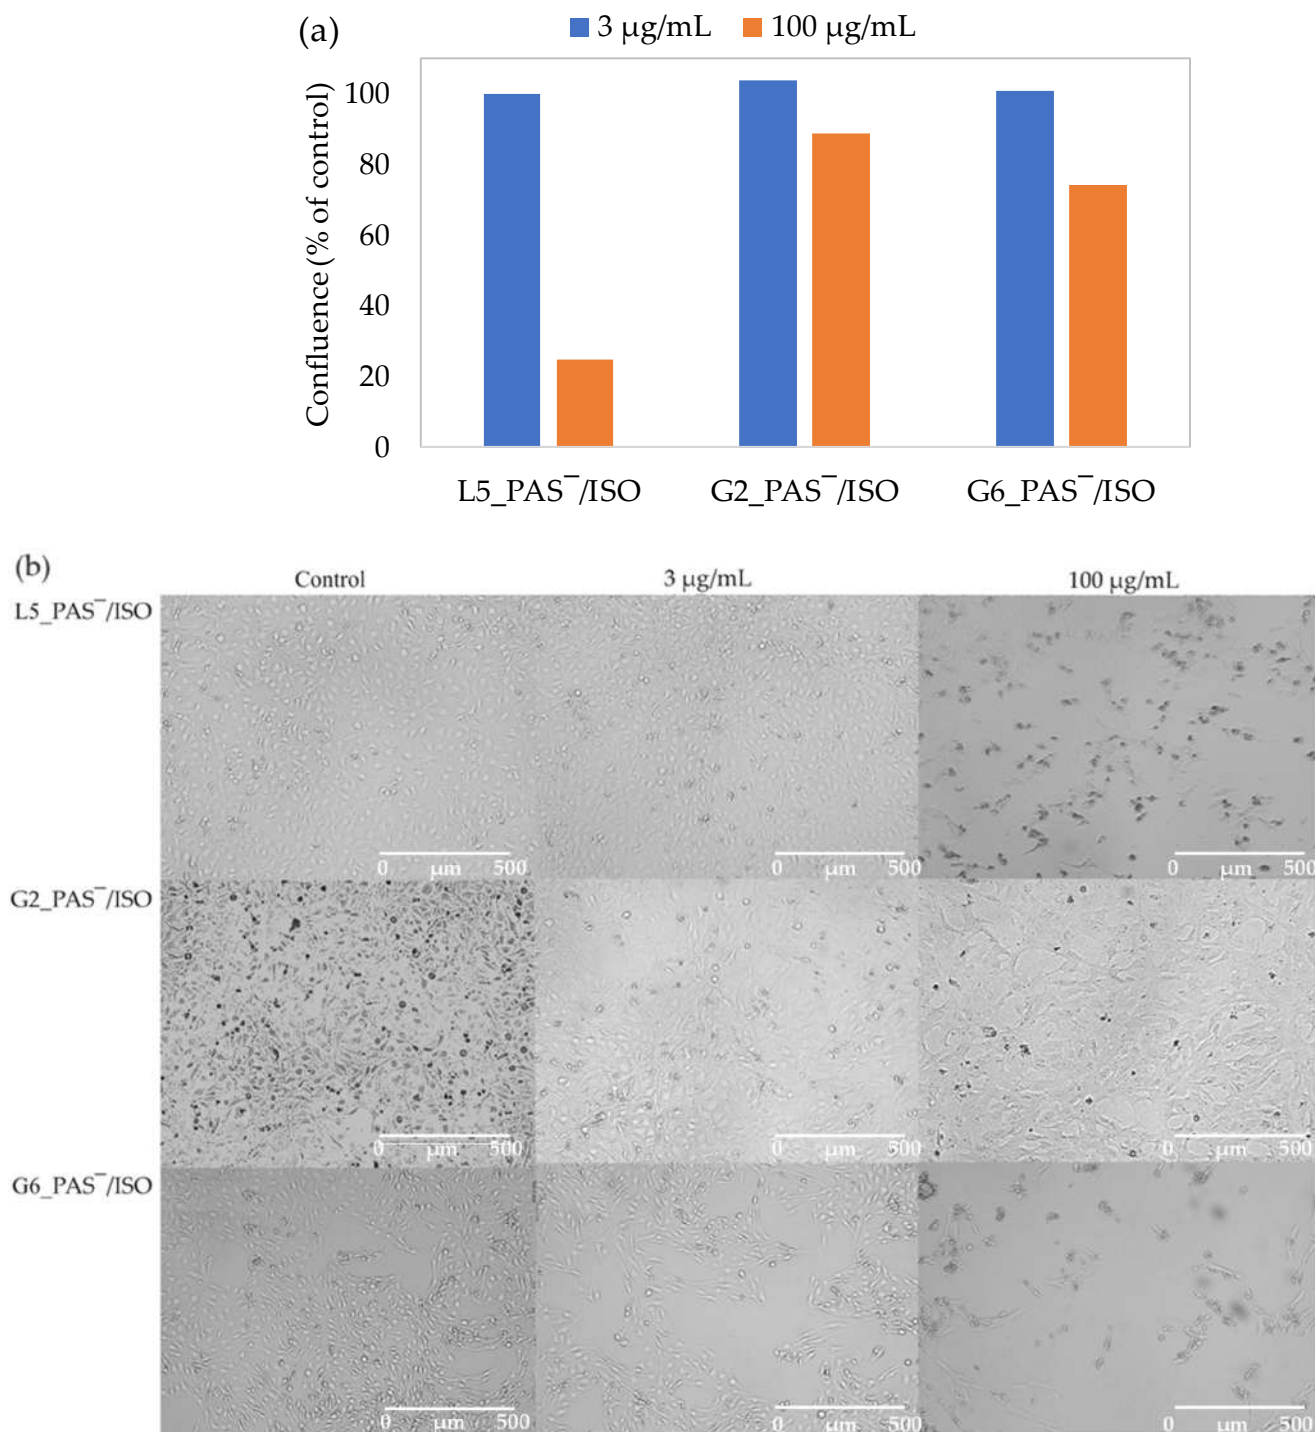 (a)
3 µg/mL 100 µg/mL
Confluence (% of control)
100
80
60
40
20
0
L5_PAS⁻/ISO G2_PAS⁻/ISO G6_PAS⁻/ISO
(b)
Control 3 µg/mL 100 µg/mL
L5_PAS⁻/ISO
0 µm 500 0 µm 500 0 µm 500
G2_PAS⁻/ISO
0 µm 500 0 µm 500 0 µm 500
G6_PAS⁻/ISO
0 µm 500 0 µm 500 0 µm 500